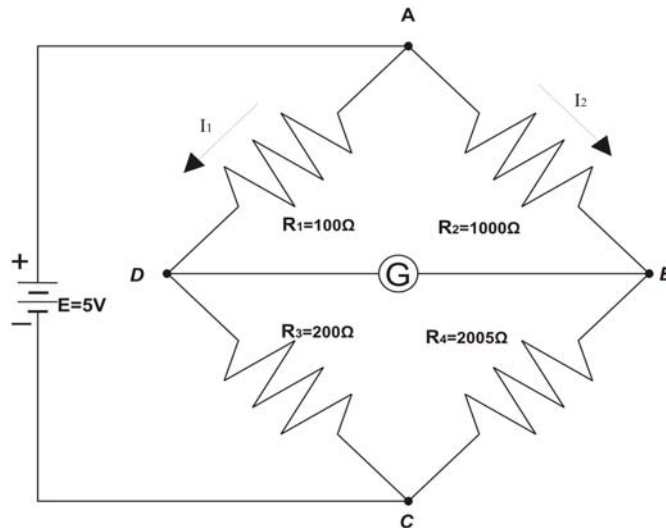 A
I₁
I₂
R₁=100Ω
R₂=1000Ω
+
D
G
B
E=5V
−
R₃=200Ω
R₄=2005Ω
C